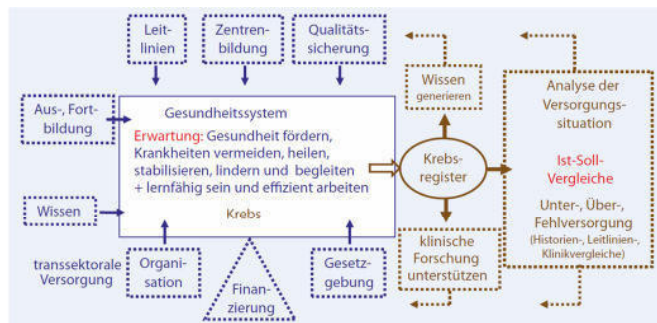 Leit-
linien
Zentren-
bildung
Qualitäts-
sicherung
Aus-, Fort-
bildung
Wissen
Gesundheitssystem
Erwartung: Gesundheit fördern,
Krankheiten vermeiden, heilen,
stabilisieren, lindern und begleiten
+ lernfähig sein und effizient arbeiten
Krebs
transsektorale
Versorgung
Organi-
sation
Finan-
zierung
Gesetz-
gebung
Wissen
generieren
Krebs-
register
klinische
Forschung
unterstützen
Analyse der
Versorgungs-
situation
Ist-Soll-
Vergleiche
Unter-, Über-,
Fehlversorgung
(Historien-, Leitlinien-,
Klinikvergleiche)